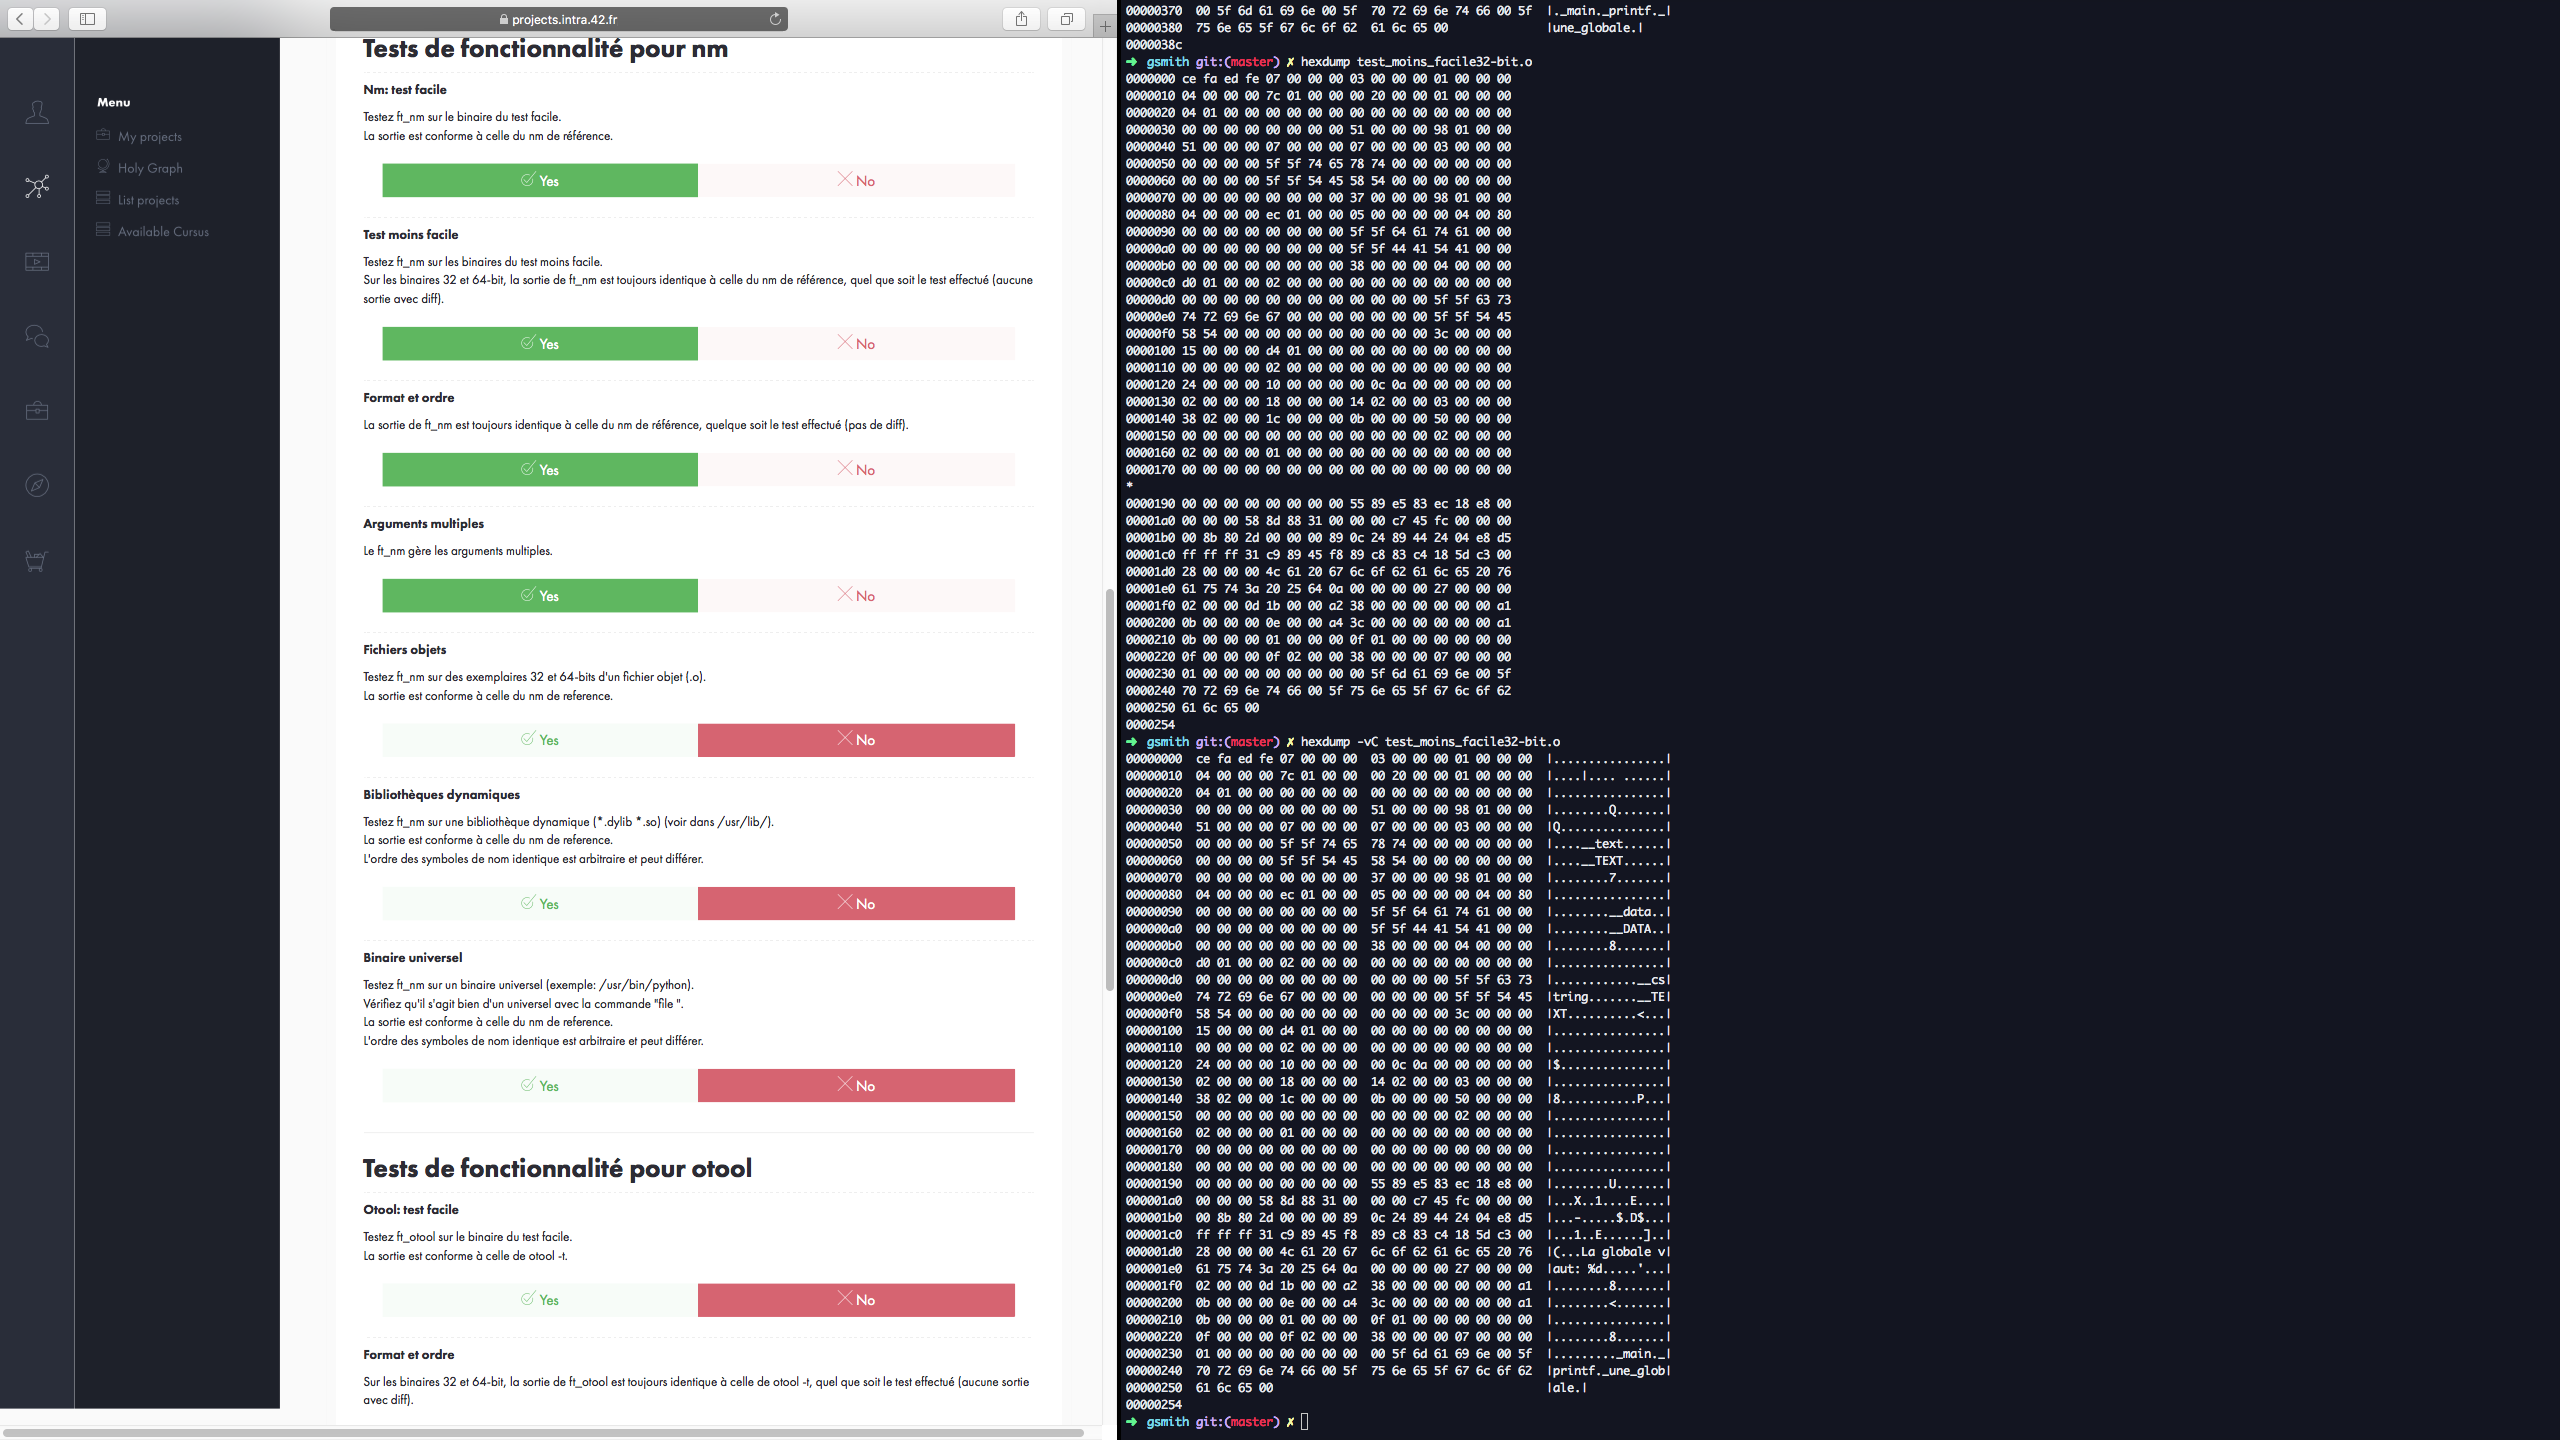 projects.intra.42.fr
Menu
My projects
Holy Graph
List projects
Available Cursus
Tests de fonctionnalité pour nm
Nm: test facile
Testez ft_nm sur le binaire du test facile.
La sortie est conforme à celle du nm de référence.
Yes No
Test moins facile
Testez ft_nm sur les binaires du test moins facile.
Sur les binaires 32 et 64-bit, la sortie de ft_nm est toujours identique à celle du nm de référence, quel que soit le test effectué (aucune
sortie avec diff).
Yes No
Format et ordre
La sortie de ft_nm est toujours identique à celle du nm de référence, quelque soit le test effectué (pas de diff).
Yes No
Arguments multiples
Le ft_nm gère les arguments multiples.
Yes No
Fichiers objets
Testez ft_nm sur des exemplaires 32 et 64-bits d'un fichier objet (.o).
La sortie est conforme à celle du nm de reference.
Yes No
Bibliothèques dynamiques
Testez ft_nm sur une bibliothèque dynamique (*.dylib *.so) (voir dans /usr/lib/).
La sortie est conforme à celle du nm de reference.
L'ordre des symboles de nom identique est arbitraire et peut différer.
Yes No
Binaire universel
Testez ft_nm sur un binaire universel (exemple: /usr/bin/python).
Vérifiez qu'il s'agit bien d'un universel avec la commande "file ".
La sortie est conforme à celle du nm de reference.
L'ordre des symboles de nom identique est arbitraire et peut différer.
Yes No
Tests de fonctionnalité pour otool
Otool: test facile
Testez ft_otool sur le binaire du test facile.
La sortie est conforme à celle de otool -t.
Yes No
Format et ordre
Sur les binaires 32 et 64-bit, la sortie de ft_otool est toujours identique à celle de otool -t, quel que soit le test effectué (aucune sortie
avec diff).
00000370  00 5f 6d 61 69 6e 00 5f  70 72 69 6e 74 66 00 5f  |._main._printf._|
00000380  75 6e 65 5f 67 6c 6f 62  61 6c 65 00              |une_globale.|
0000038c
➜  gsmith git:(master) ✗ hexdump test_moins_facile32-bit.o
0000000 ce fa ed fe 07 00 00 00 03 00 00 00 01 00 00 00
0000010 04 00 00 00 7c 01 00 00 00 20 00 00 01 00 00 00
0000020 04 01 00 00 00 00 00 00 00 00 00 00 00 00 00 00
0000030 00 00 00 00 00 00 00 00 51 00 00 00 98 01 00 00
0000040 51 00 00 00 07 00 00 00 07 00 00 00 03 00 00 00
0000050 00 00 00 00 5f 5f 74 65 78 74 00 00 00 00 00 00
0000060 00 00 00 00 5f 5f 54 45 58 54 00 00 00 00 00 00
0000070 00 00 00 00 00 00 00 00 37 00 00 00 98 01 00 00
0000080 04 00 00 00 ec 01 00 00 05 00 00 00 00 04 00 80
0000090 00 00 00 00 00 00 00 00 5f 5f 64 61 74 61 00 00
00000a0 00 00 00 00 00 00 00 00 5f 5f 44 41 54 41 00 00
00000b0 00 00 00 00 00 00 00 00 38 00 00 00 04 00 00 00
00000c0 d0 01 00 00 02 00 00 00 00 00 00 00 00 00 00 00
00000d0 00 00 00 00 00 00 00 00 00 00 00 00 5f 5f 63 73
00000e0 74 72 69 6e 67 00 00 00 00 00 00 00 5f 5f 54 45
00000f0 58 54 00 00 00 00 00 00 00 00 00 00 3c 00 00 00
0000100 15 00 00 00 d4 01 00 00 00 00 00 00 00 00 00 00
0000110 00 00 00 00 02 00 00 00 00 00 00 00 00 00 00 00
0000120 24 00 00 00 10 00 00 00 00 0c 0a 00 00 00 00 00
0000130 02 00 00 00 18 00 00 00 14 02 00 00 03 00 00 00
0000140 38 02 00 00 1c 00 00 00 0b 00 00 00 50 00 00 00
0000150 00 00 00 00 00 00 00 00 00 00 00 00 02 00 00 00
0000160 02 00 00 00 01 00 00 00 00 00 00 00 00 00 00 00
0000170 00 00 00 00 00 00 00 00 00 00 00 00 00 00 00 00
*
0000190 00 00 00 00 00 00 00 00 55 89 e5 83 ec 18 e8 00
00001a0 00 00 00 58 8d 88 31 00 00 00 c7 45 fc 00 00 00
00001b0 00 8b 80 2d 00 00 00 89 0c 24 89 44 24 04 e8 d5
00001c0 ff ff ff 31 c9 89 45 f8 89 c8 83 c4 18 5d c3 00
00001d0 28 00 00 00 4c 61 20 67 6c 6f 62 61 6c 65 20 76
00001e0 61 75 74 3a 20 25 64 0a 00 00 00 00 27 00 00 00
00001f0 02 00 00 0d 1b 00 00 a2 38 00 00 00 00 00 00 a1
0000200 0b 00 00 00 0e 00 00 a4 3c 00 00 00 00 00 00 a1
0000210 0b 00 00 00 01 00 00 00 0f 01 00 00 00 00 00 00
0000220 0f 00 00 00 0f 02 00 00 38 00 00 00 07 00 00 00
0000230 01 00 00 00 00 00 00 00 00 5f 6d 61 69 6e 00 5f
0000240 70 72 69 6e 74 66 00 5f 75 6e 65 5f 67 6c 6f 62
0000250 61 6c 65 00
0000254
➜  gsmith git:(master) ✗ hexdump -vC test_moins_facile32-bit.o
00000000  ce fa ed fe 07 00 00 00  03 00 00 00 01 00 00 00  |................|
00000010  04 00 00 00 7c 01 00 00  00 20 00 00 01 00 00 00  |....|.... ......|
00000020  04 01 00 00 00 00 00 00  00 00 00 00 00 00 00 00  |................|
00000030  00 00 00 00 00 00 00 00  51 00 00 00 98 01 00 00  |........Q.......|
00000040  51 00 00 00 07 00 00 00  07 00 00 00 03 00 00 00  |Q...............|
00000050  00 00 00 00 5f 5f 74 65  78 74 00 00 00 00 00 00  |....__text......|
00000060  00 00 00 00 5f 5f 54 45  58 54 00 00 00 00 00 00  |....__TEXT......|
00000070  00 00 00 00 00 00 00 00  37 00 00 00 98 01 00 00  |........7.......|
00000080  04 00 00 00 ec 01 00 00  05 00 00 00 00 04 00 80  |................|
00000090  00 00 00 00 00 00 00 00  5f 5f 64 61 74 61 00 00  |........__data..|
000000a0  00 00 00 00 00 00 00 00  5f 5f 44 41 54 41 00 00  |........__DATA..|
000000b0  00 00 00 00 00 00 00 00  38 00 00 00 04 00 00 00  |........8.......|
000000c0  d0 01 00 00 02 00 00 00  00 00 00 00 00 00 00 00  |................|
000000d0  00 00 00 00 00 00 00 00  00 00 00 00 5f 5f 63 73  |............__cs|
000000e0  74 72 69 6e 67 00 00 00  00 00 00 00 5f 5f 54 45  |tring.......__TE|
000000f0  58 54 00 00 00 00 00 00  00 00 00 00 3c 00 00 00  |XT..........<...|
00000100  15 00 00 00 d4 01 00 00  00 00 00 00 00 00 00 00  |................|
00000110  00 00 00 00 02 00 00 00  00 00 00 00 00 00 00 00  |................|
00000120  24 00 00 00 10 00 00 00  00 0c 0a 00 00 00 00 00  |$...............|
00000130  02 00 00 00 18 00 00 00  14 02 00 00 03 00 00 00  |................|
00000140  38 02 00 00 1c 00 00 00  0b 00 00 00 50 00 00 00  |8...........P...|
00000150  00 00 00 00 00 00 00 00  00 00 00 00 02 00 00 00  |................|
00000160  02 00 00 00 01 00 00 00  00 00 00 00 00 00 00 00  |................|
00000170  00 00 00 00 00 00 00 00  00 00 00 00 00 00 00 00  |................|
00000180  00 00 00 00 00 00 00 00  00 00 00 00 00 00 00 00  |................|
00000190  00 00 00 00 00 00 00 00  55 89 e5 83 ec 18 e8 00  |........U.......|
000001a0  00 00 00 58 8d 88 31 00  00 00 c7 45 fc 00 00 00  |...X..1....E....|
000001b0  00 8b 80 2d 00 00 00 89  0c 24 89 44 24 04 e8 d5  |...-.....$.D$...|
000001c0  ff ff ff 31 c9 89 45 f8  89 c8 83 c4 18 5d c3 00  |...1..E......]..|
000001d0  28 00 00 00 4c 61 20 67  6c 6f 62 61 6c 65 20 76  |(...La globale v|
000001e0  61 75 74 3a 20 25 64 0a  00 00 00 00 27 00 00 00  |aut: %d.....'...|
000001f0  02 00 00 0d 1b 00 00 a2  38 00 00 00 00 00 00 a1  |........8.......|
00000200  0b 00 00 00 0e 00 00 a4  3c 00 00 00 00 00 00 a1  |........<.......|
00000210  0b 00 00 00 01 00 00 00  0f 01 00 00 00 00 00 00  |................|
00000220  0f 00 00 00 0f 02 00 00  38 00 00 00 07 00 00 00  |........8.......|
00000230  01 00 00 00 00 00 00 00  00 5f 6d 61 69 6e 00 5f  |........._main._|
00000240  70 72 69 6e 74 66 00 5f  75 6e 65 5f 67 6c 6f 62  |printf._une_glob|
00000250  61 6c 65 00                                       |ale.|
00000254
➜  gsmith git:(master) ✗